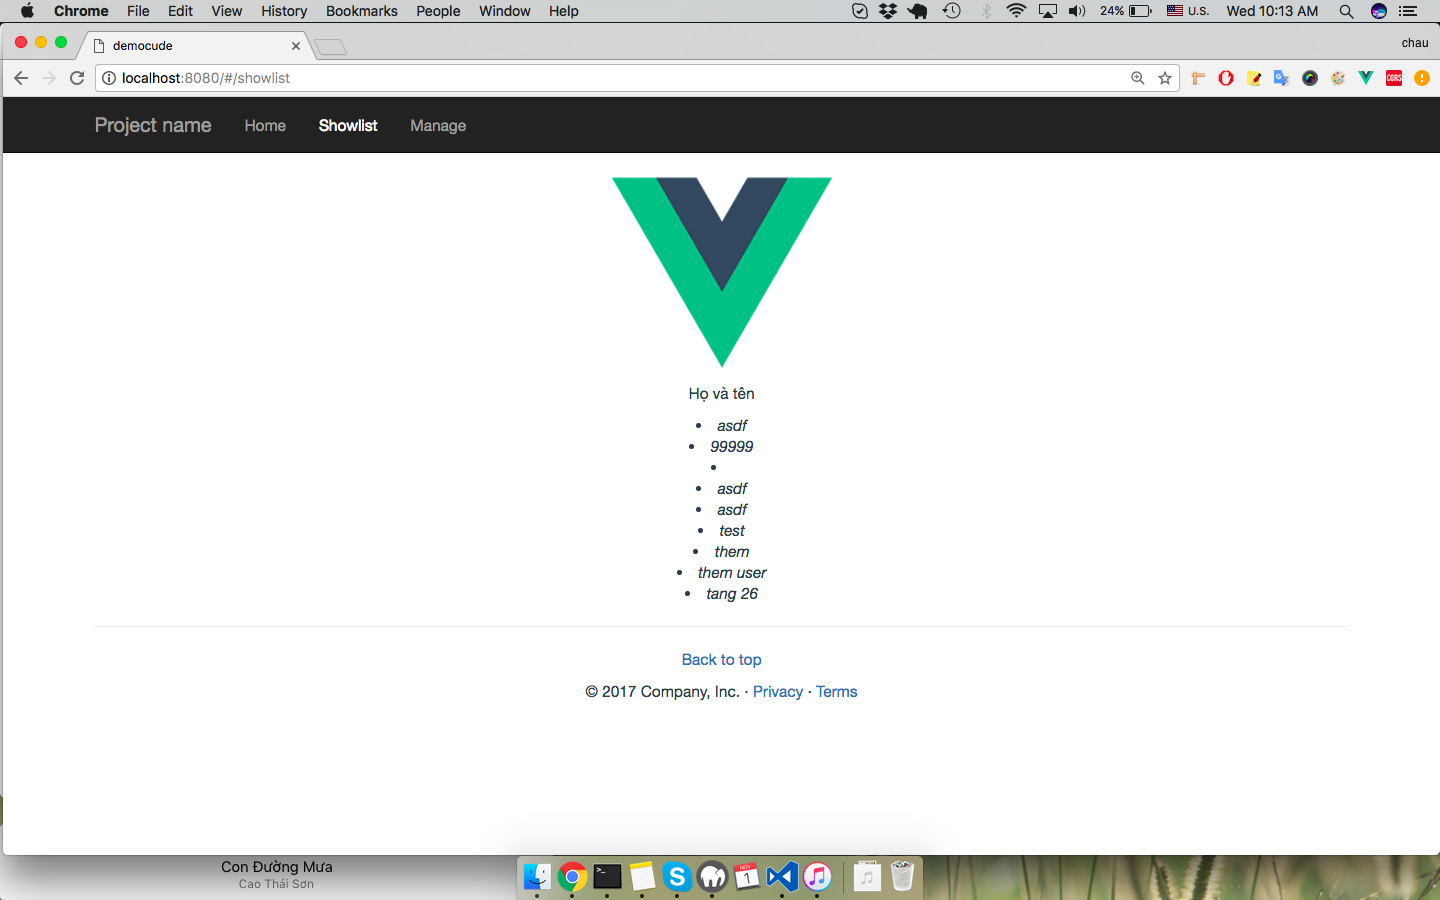 Chrome File Edit View History Bookmarks People Window Help 24% U.S. Wed 10:13 AM
democude
chau
localhost:8080/#/showlist
CORS
Project name Home Showlist Manage
Họ và tên
asdf
99999
asdf
asdf
test
them
them user
tang 26
Back to top
© 2017 Company, Inc. · Privacy · Terms
Con Đường Mưa
Cao Thái Sơn
NOV
1